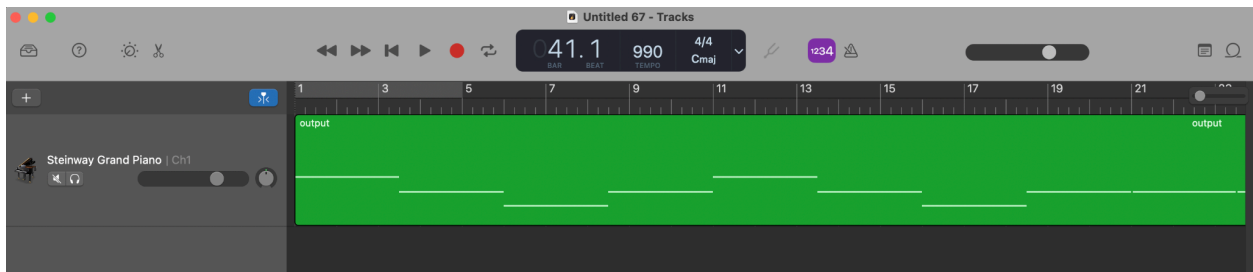 Untitled 67 - Tracks
?
041.1
BAR BEAT
990
TEMPO
4/4
Cmaj
1234
1 3 5 7 9 11 13 15 17 19 21
output output
Steinway Grand Piano | Ch1